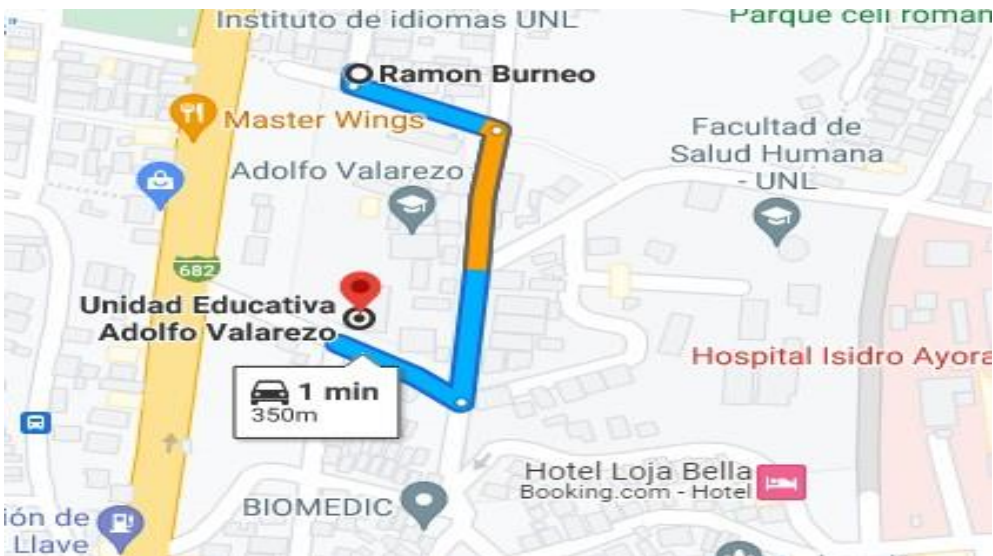 Instituto de idiomas UNL
Parque celi roman
Ramon Burneo
Master Wings
Facultad de
Salud Humana
- UNL
Adolfo Valarezo
682
Unidad Educativa
Adolfo Valarezo
Hospital Isidro Ayora
1 min
350m
Hotel Loja Bella
Booking.com - Hotel
BIOMEDIC
ión de
Llave